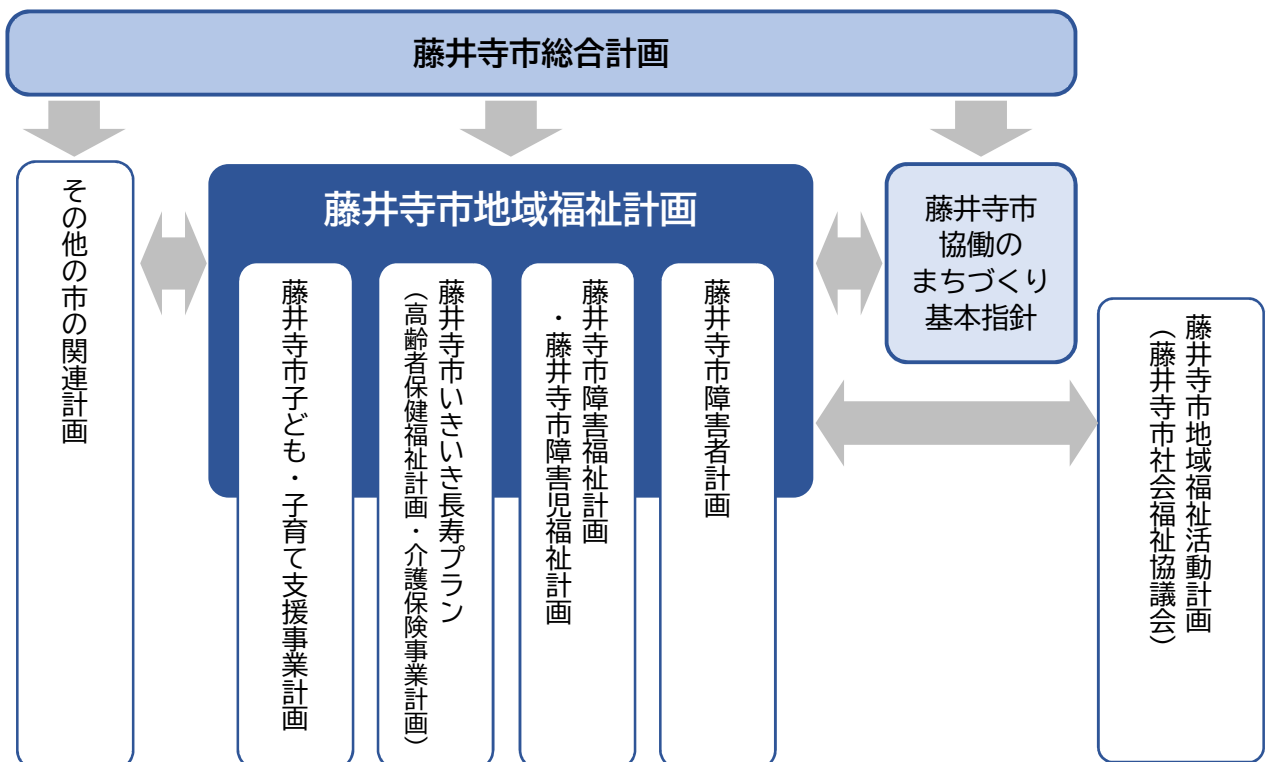 藤井寺市総合計画
その他の市の関連計画
藤井寺市地域福祉計画
藤井寺市子ども・子育て支援事業計画
藤井寺市いきいき長寿プラン
（高齢者保健福祉計画・介護保険事業計画）
藤井寺市障害福祉計画
・藤井寺市障害児福祉計画
藤井寺市障害者計画
藤井寺市
協働の
まちづくり
基本指針
藤井寺市地域福祉活動計画
（藤井寺市社会福祉協議会）